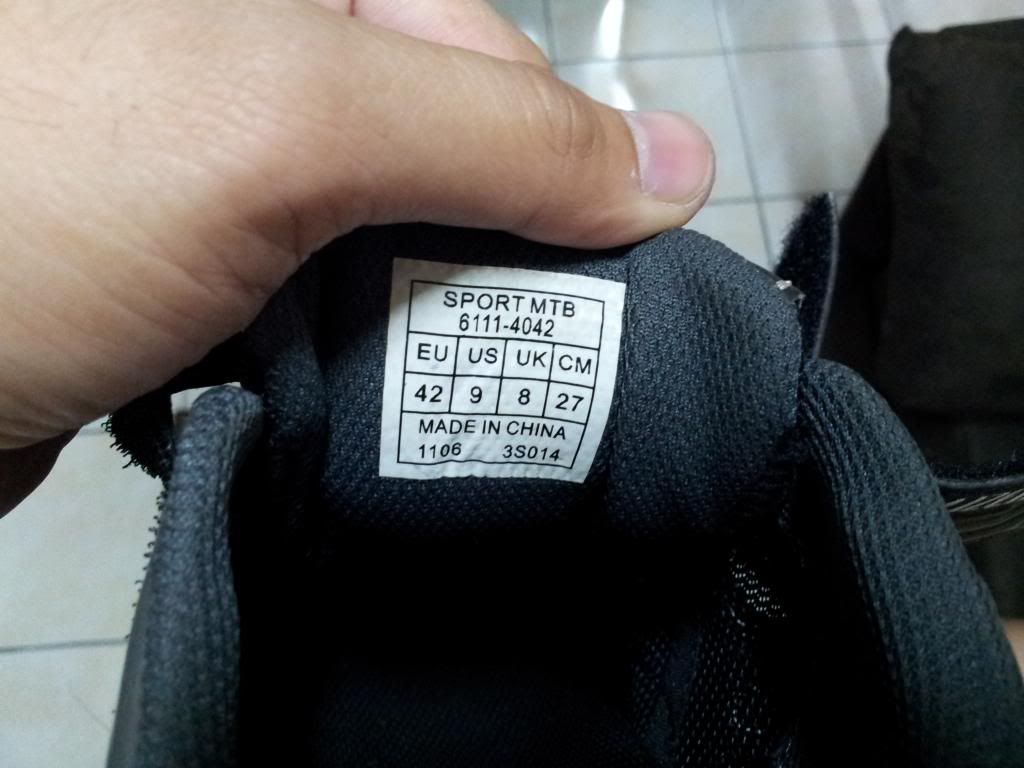 SPORT MTB
6111-4042
EU US UK CM
42 9 8 27
MADE IN CHINA
1106 3S014